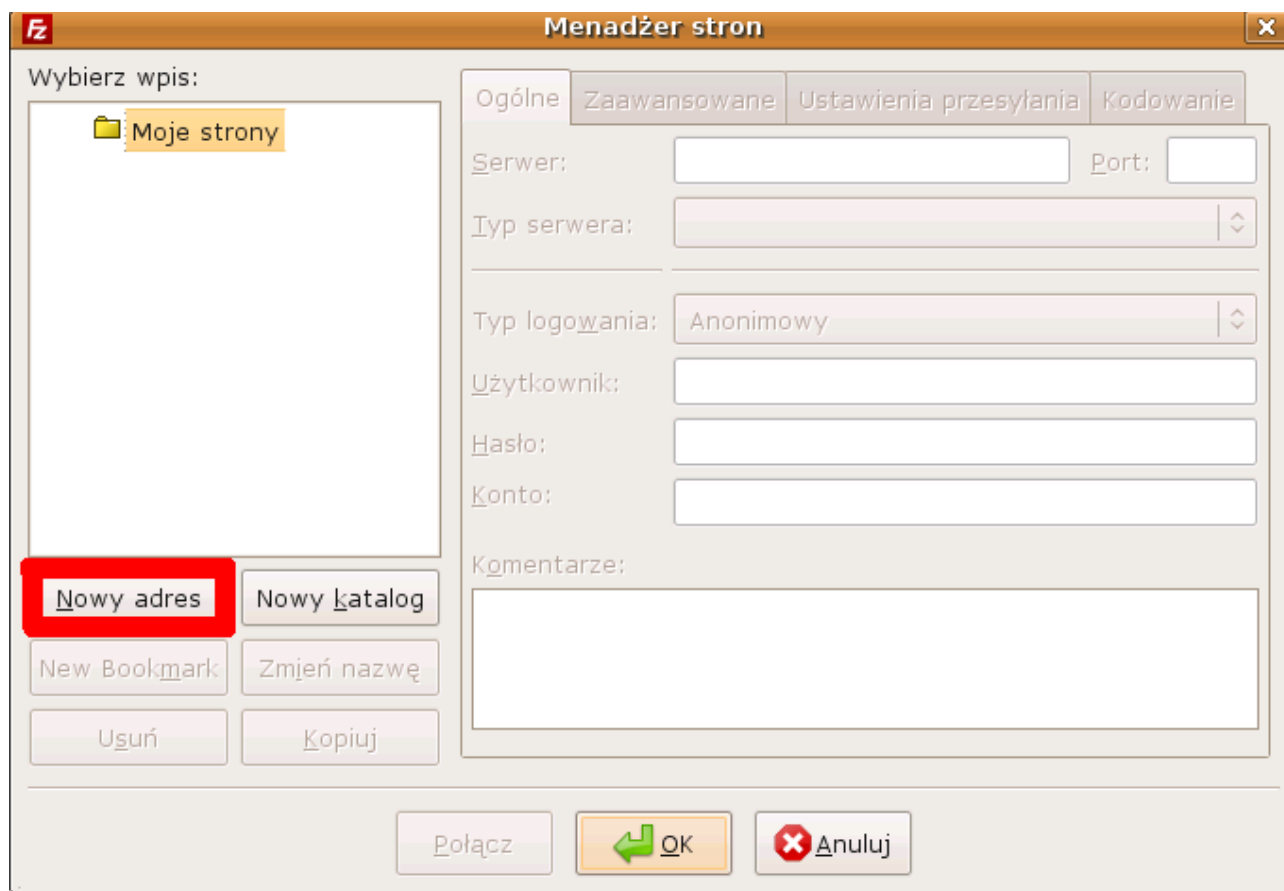 Menadżer stron
Wybierz wpis:
Moje strony
Nowy adres Nowy katalog
New Bookmark Zmień nazwę
Usuń Kopiuj
Ogólne Zaawansowane Ustawienia przesyłania Kodowanie
Serwer: Port:
Typ serwera:
Typ logowania: Anonimowy
Użytkownik:
Hasło:
Konto:
Komentarze:
Połącz OK Anuluj